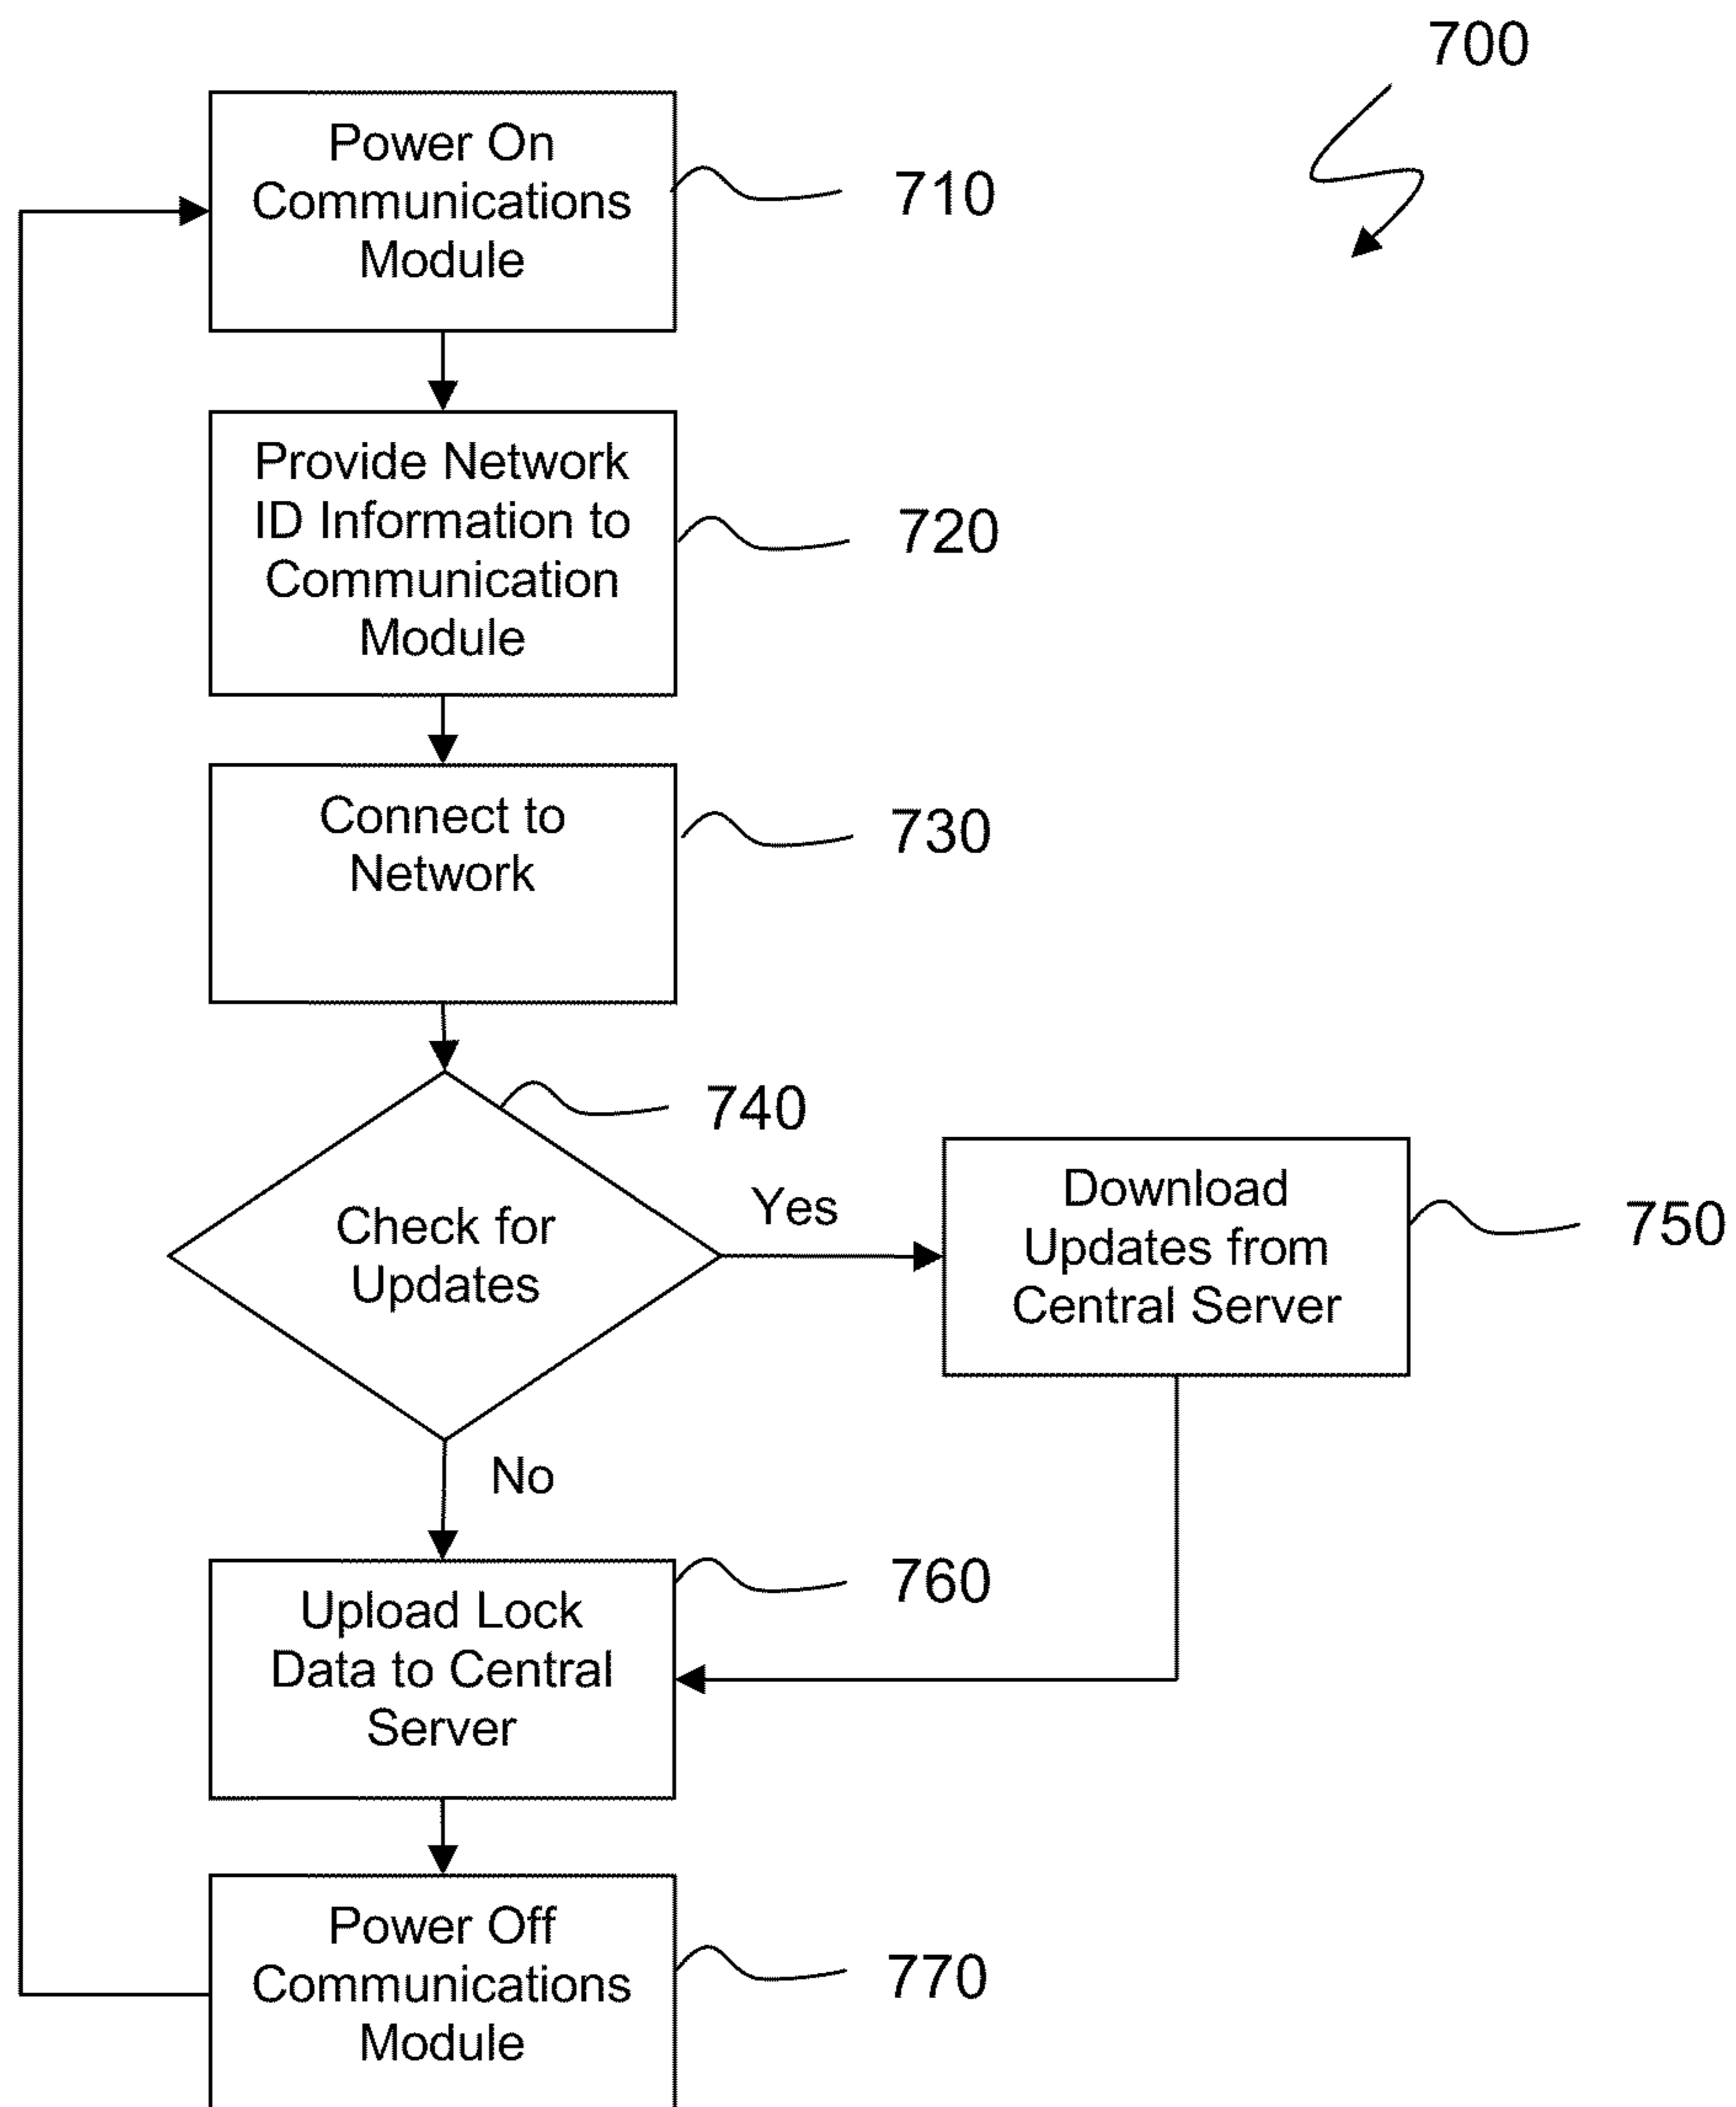 700
Power On
Communications
Module
710
Provide Network
ID Information to
Communication
Module
720
Connect to
Network
730
740
Check for
Updates
Yes
Download
Updates from
Central Server
750
No
760
Upload Lock
Data to Central
Server
Power Off
Communications
Module
770